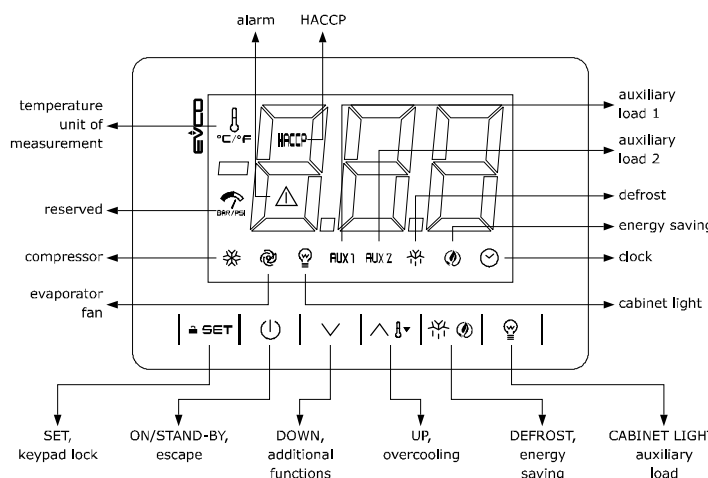 alarm HACCP
temperature
unit of
measurement
EVCO
°C/°F
HACCP
auxiliary
load 1
auxiliary
load 2
reserved
BAR/PSI
defrost
energy saving
compressor
AUX 1 AUX 2
clock
evaporator
fan
cabinet light
SET
SET,
keypad lock
ON/STAND-BY,
escape
DOWN,
additional
functions
UP,
overcooling
DEFROST,
energy
saving
CABINET LIGHT
auxiliary
load